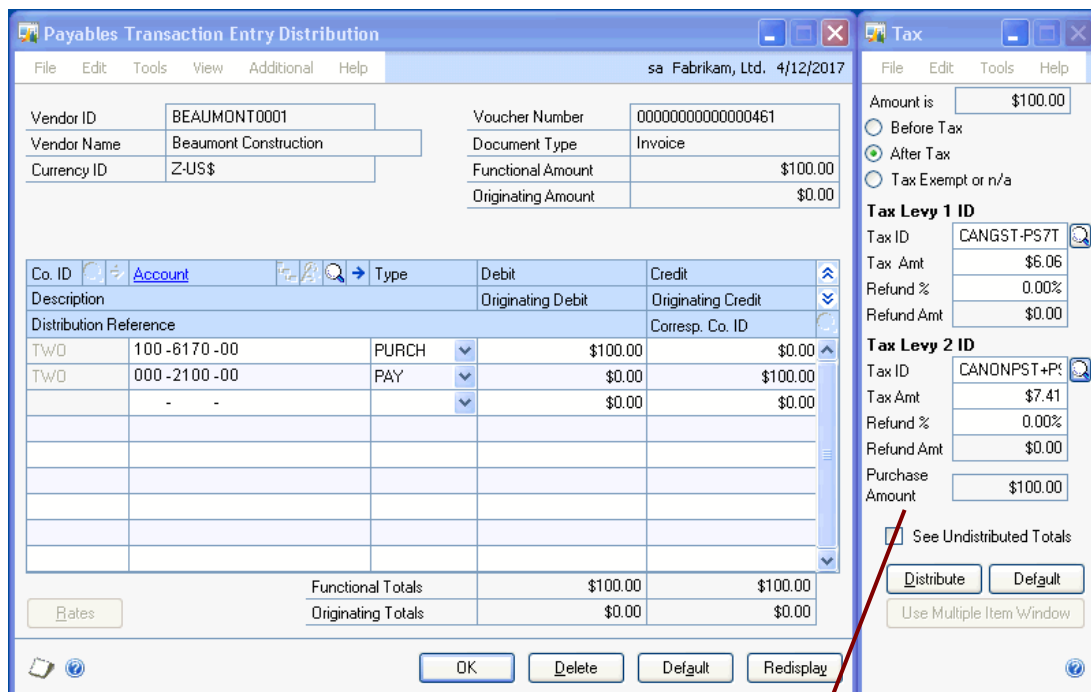 Payables Transaction Entry Distribution
File Edit Tools View Additional Help
sa Fabrikam, Ltd. 4/12/2017
Vendor ID BEAUMONT0001
Vendor Name Beaumont Construction
Currency ID Z-US$
Voucher Number 00000000000000461
Document Type Invoice
Functional Amount $100.00
Originating Amount $0.00
Co. ID Account Type Debit Credit
Description Originating Debit Originating Credit
Distribution Reference Corresp. Co. ID
TWO 100 -6170 -00 PURCH $100.00 $0.00
TWO 000 -2100 -00 PAY $0.00 $100.00
- - $0.00 $0.00
Functional Totals $100.00 $100.00
Rates Originating Totals $0.00 $0.00
OK Delete Default Redisplay
Tax
File Edit Tools Help
Amount is $100.00
Before Tax
After Tax
Tax Exempt or n/a
Tax Levy 1 ID
Tax ID CANGST-PS7T
Tax Amt $6.06
Refund % 0.00%
Refund Amt $0.00
Tax Levy 2 ID
Tax ID CANONPST+P
Tax Amt $7.41
Refund % 0.00%
Refund Amt $0.00
Purchase
Amount $100.00
See Undistributed Totals
Distribute Default
Use Multiple Item Window